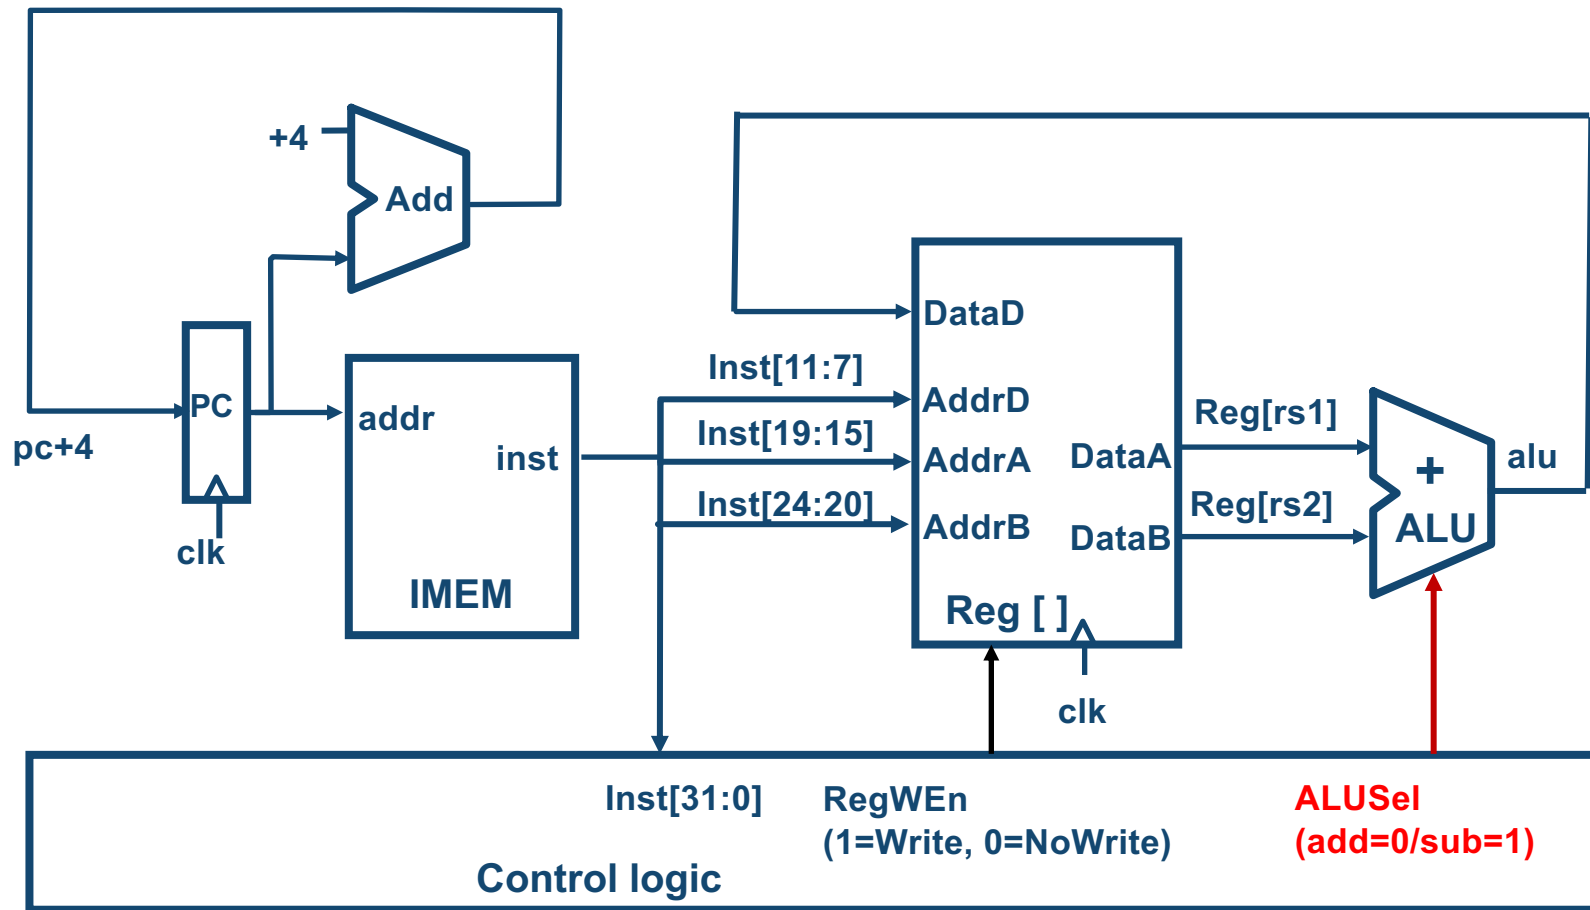 +4
Add
DataD
Inst[11:7]
PC
addr
AddrD
Reg[rs1]
pc+4
Inst[19:15]
inst
AddrA
DataA
+
alu
Inst[24:20]
Reg[rs2]
AddrB
DataB
ALU
clk
IMEM
Reg [ ]
clk
Inst[31:0]
RegWEn
(1=Write, 0=NoWrite)
ALUSel
(add=0/sub=1)
Control logic